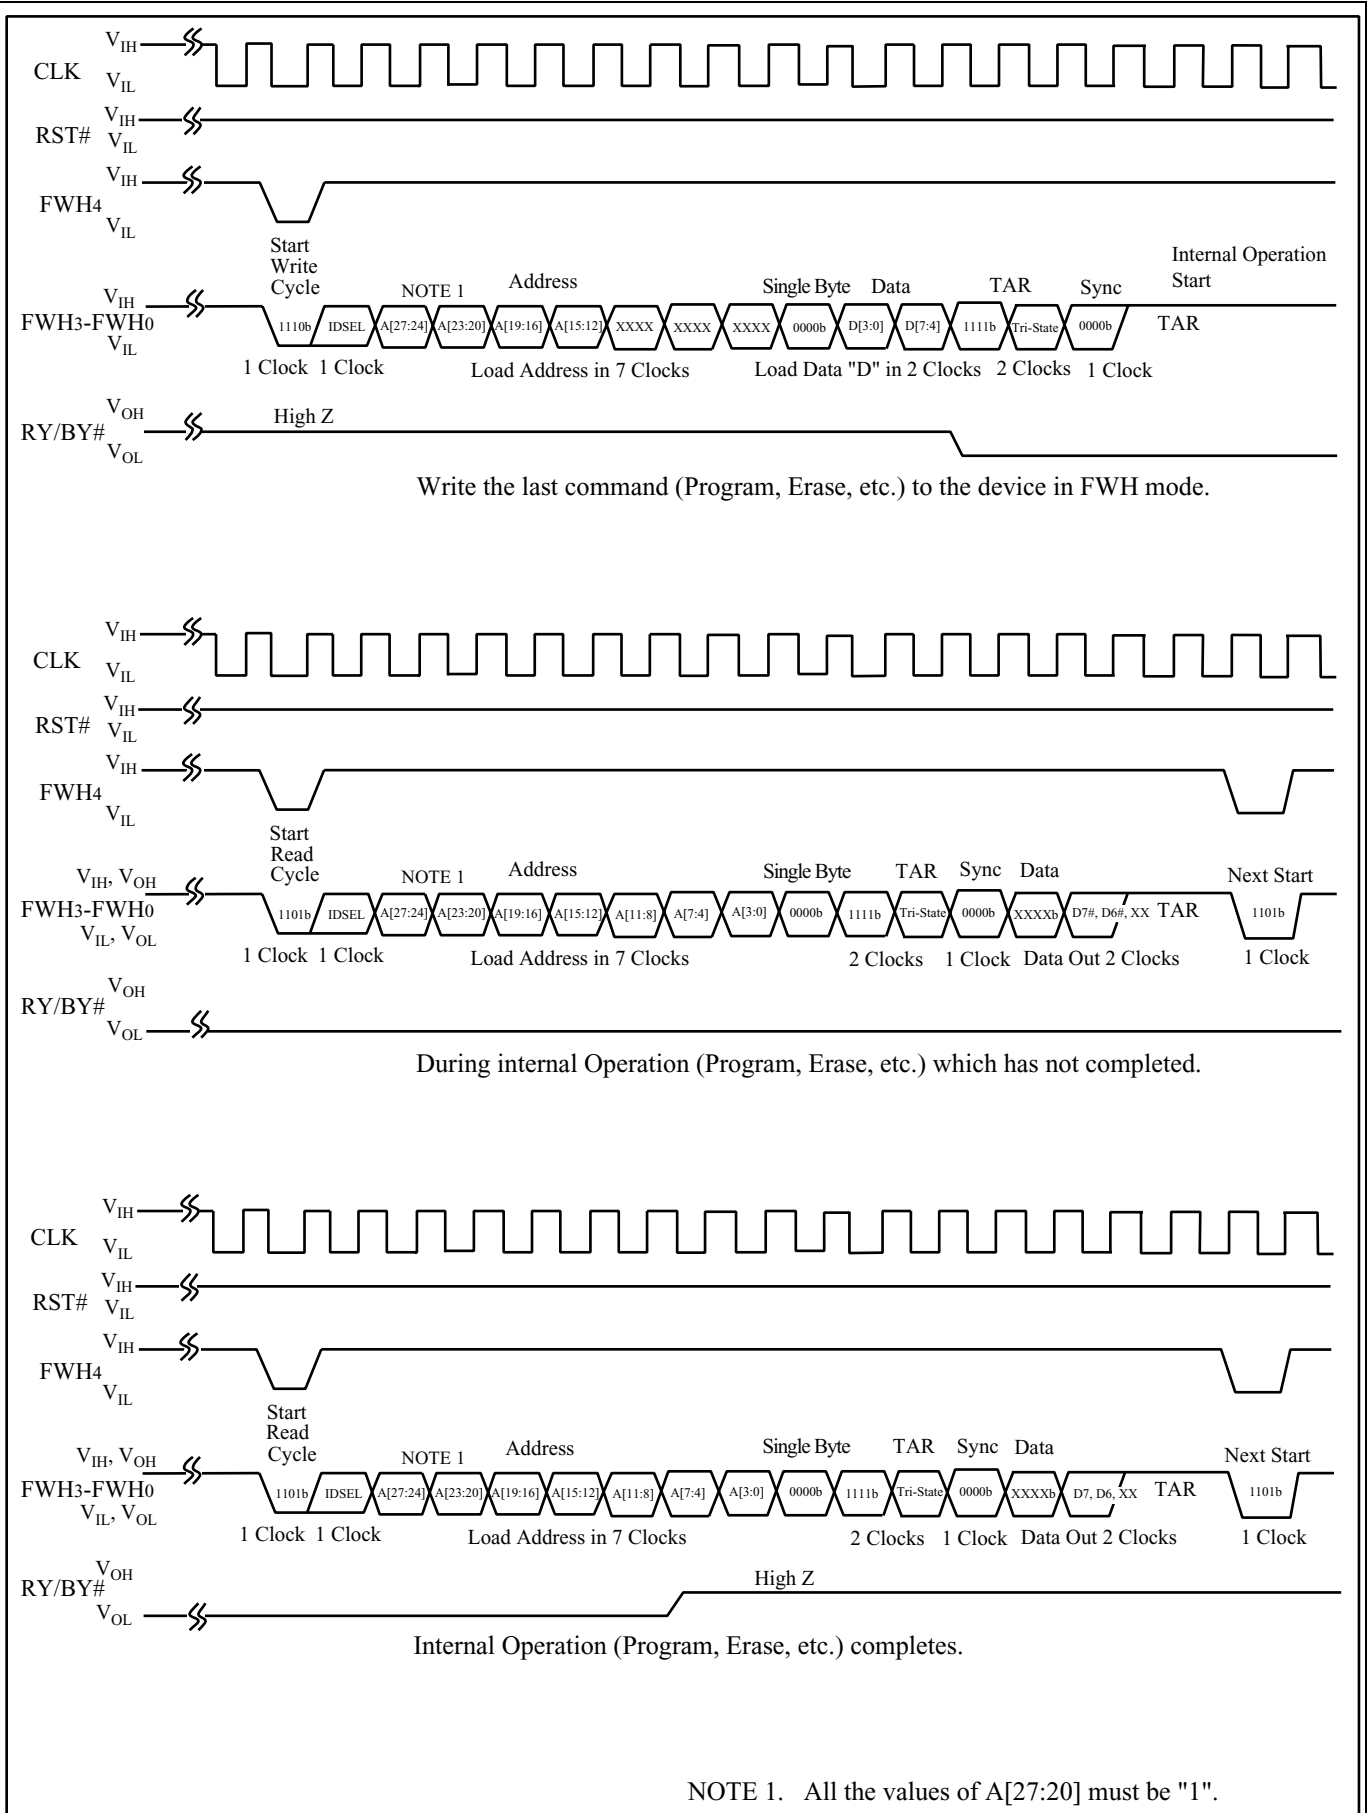 VIH
CLK
VIL
VIH
RST# VIL
VIH
FWH4
VIL
Start
Write
Cycle
NOTE 1 Address Single Byte Data TAR Sync
Internal Operation
Start
VIH
FWH3-FWH0
VIL
1110b IDSEL A[27:24] A[23:20] A[19:16] A[15:12] XXXX XXXX XXXX 0000b D[3:0] D[7:4] 1111b Tri-State 0000b TAR
1 Clock 1 Clock Load Address in 7 Clocks Load Data "D" in 2 Clocks 2 Clocks 1 Clock
VOH
RY/BY#
VOL
High Z
Write the last command (Program, Erase, etc.) to the device in FWH mode.
VIH
CLK
VIL
VIH
RST# VIL
VIH
FWH4
VIL
Start
Read
Cycle
NOTE 1 Address Single Byte TAR Sync Data Next Start
VIH, VOH
FWH3-FWH0
VIL, VOL
1101b IDSEL A[27:24] A[23:20] A[19:16] A[15:12] A[11:8] A[7:4] A[3:0] 0000b 1111b Tri-State 0000b XXXXb D7#, D6#, XX TAR 1101b
1 Clock 1 Clock Load Address in 7 Clocks 2 Clocks 1 Clock Data Out 2 Clocks 1 Clock
VOH
RY/BY#
VOL
During internal Operation (Program, Erase, etc.) which has not completed.
VIH
CLK
VIL
VIH
RST# VIL
VIH
FWH4
VIL
Start
Read
Cycle
NOTE 1 Address Single Byte TAR Sync Data Next Start
VIH, VOH
FWH3-FWH0
VIL, VOL
1101b IDSEL A[27:24] A[23:20] A[19:16] A[15:12] A[11:8] A[7:4] A[3:0] 0000b 1111b Tri-State 0000b XXXXb D7, D6, XX TAR 1101b
1 Clock 1 Clock Load Address in 7 Clocks 2 Clocks 1 Clock Data Out 2 Clocks 1 Clock
VOH
RY/BY#
VOL
High Z
Internal Operation (Program, Erase, etc.) completes.
NOTE 1. All the values of A[27:20] must be "1".